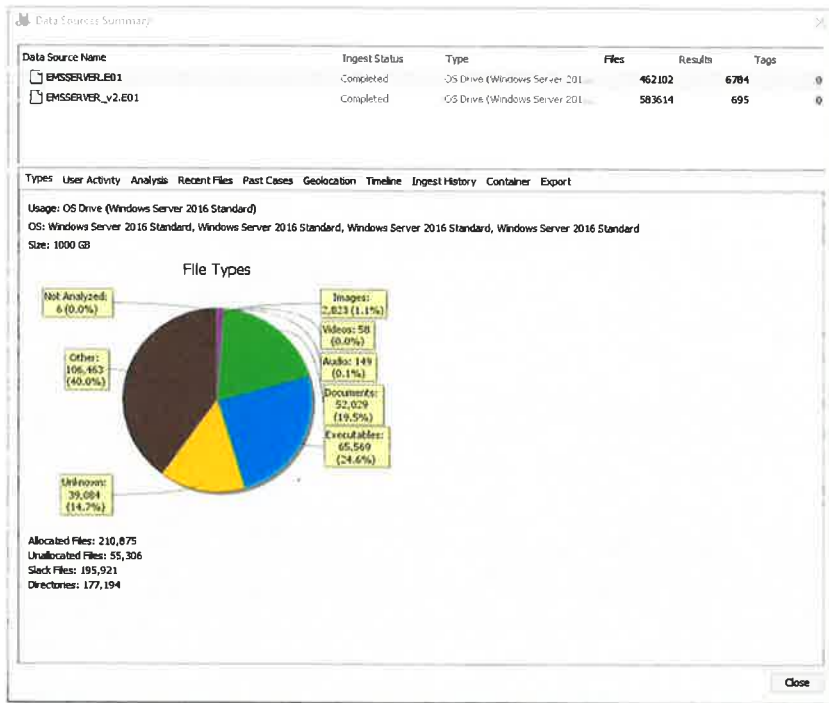 Data Sources Summary
Data Source Name Ingest Status Type Files Results Tags
EMSSERVER.E01 Completed OS Drive (Windows Server 201... 462102 6784 0
EMSSERVER_v2.E01 Completed OS Drive (Windows Server 201... 583614 695 0
Types User Activity Analysis Recent Files Past Cases Geolocation Timeline Ingest History Container Export
Usage: OS Drive (Windows Server 2016 Standard)
OS: Windows Server 2016 Standard, Windows Server 2016 Standard, Windows Server 2016 Standard, Windows Server 2016 Standard
Size: 1000 GB
File Types
Not Analyzed:
6 (0.0%)
Images:
2,823 (1.1%)
Videos: 58
(0.0%)
Audio: 149
(0.1%)
Other:
106,463
(40.0%)
Documents:
52,029
(19.5%)
Executables:
65,569
(24.6%)
Unknown:
39,084
(14.7%)
Allocated Files: 210,875
Unallocated Files: 55,306
Slack Files: 195,921
Directories: 177,194
Close